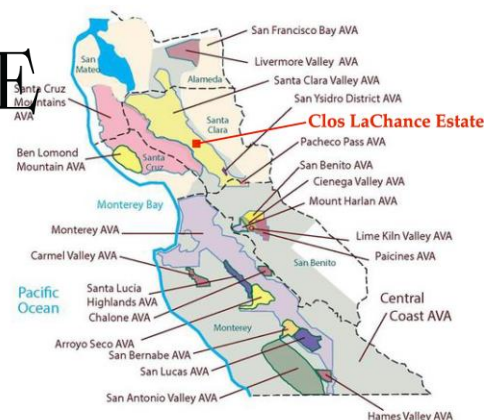 E
San Francisco Bay AVA
San
Mateo
Livermore Valley AVA
Alameda
Santa Clara Valley AVA
Santa Cruz
Mountains
AVA
San Ysidro District AVA
Santa
Clara
Clos LaChance Estate
Pacheco Pass AVA
Ben Lomond
Mountain AVA
Santa
Cruz
San Benito AVA
Cienega Valley AVA
Mount Harlan AVA
Monterey Bay
Monterey AVA
Lime Kiln Valley AVA
Paicines AVA
Carmel Valley AVA
San Benito
Pacific
Ocean
Santa Lucia
Highlands AVA
Chalone AVA
Central
Coast AVA
Arroyo Seco AVA
Monterey
San Bernabe AVA
San Lucas AVA
San Antonio Valley AVA
Hames Valley AVA